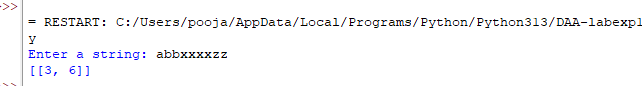 >>>
= RESTART: C:/Users/pooja/AppData/Local/Programs/Python/Python313/DAA-labexpl
y
Enter a string: abbxxxxzz
[[3, 6]]
>>>